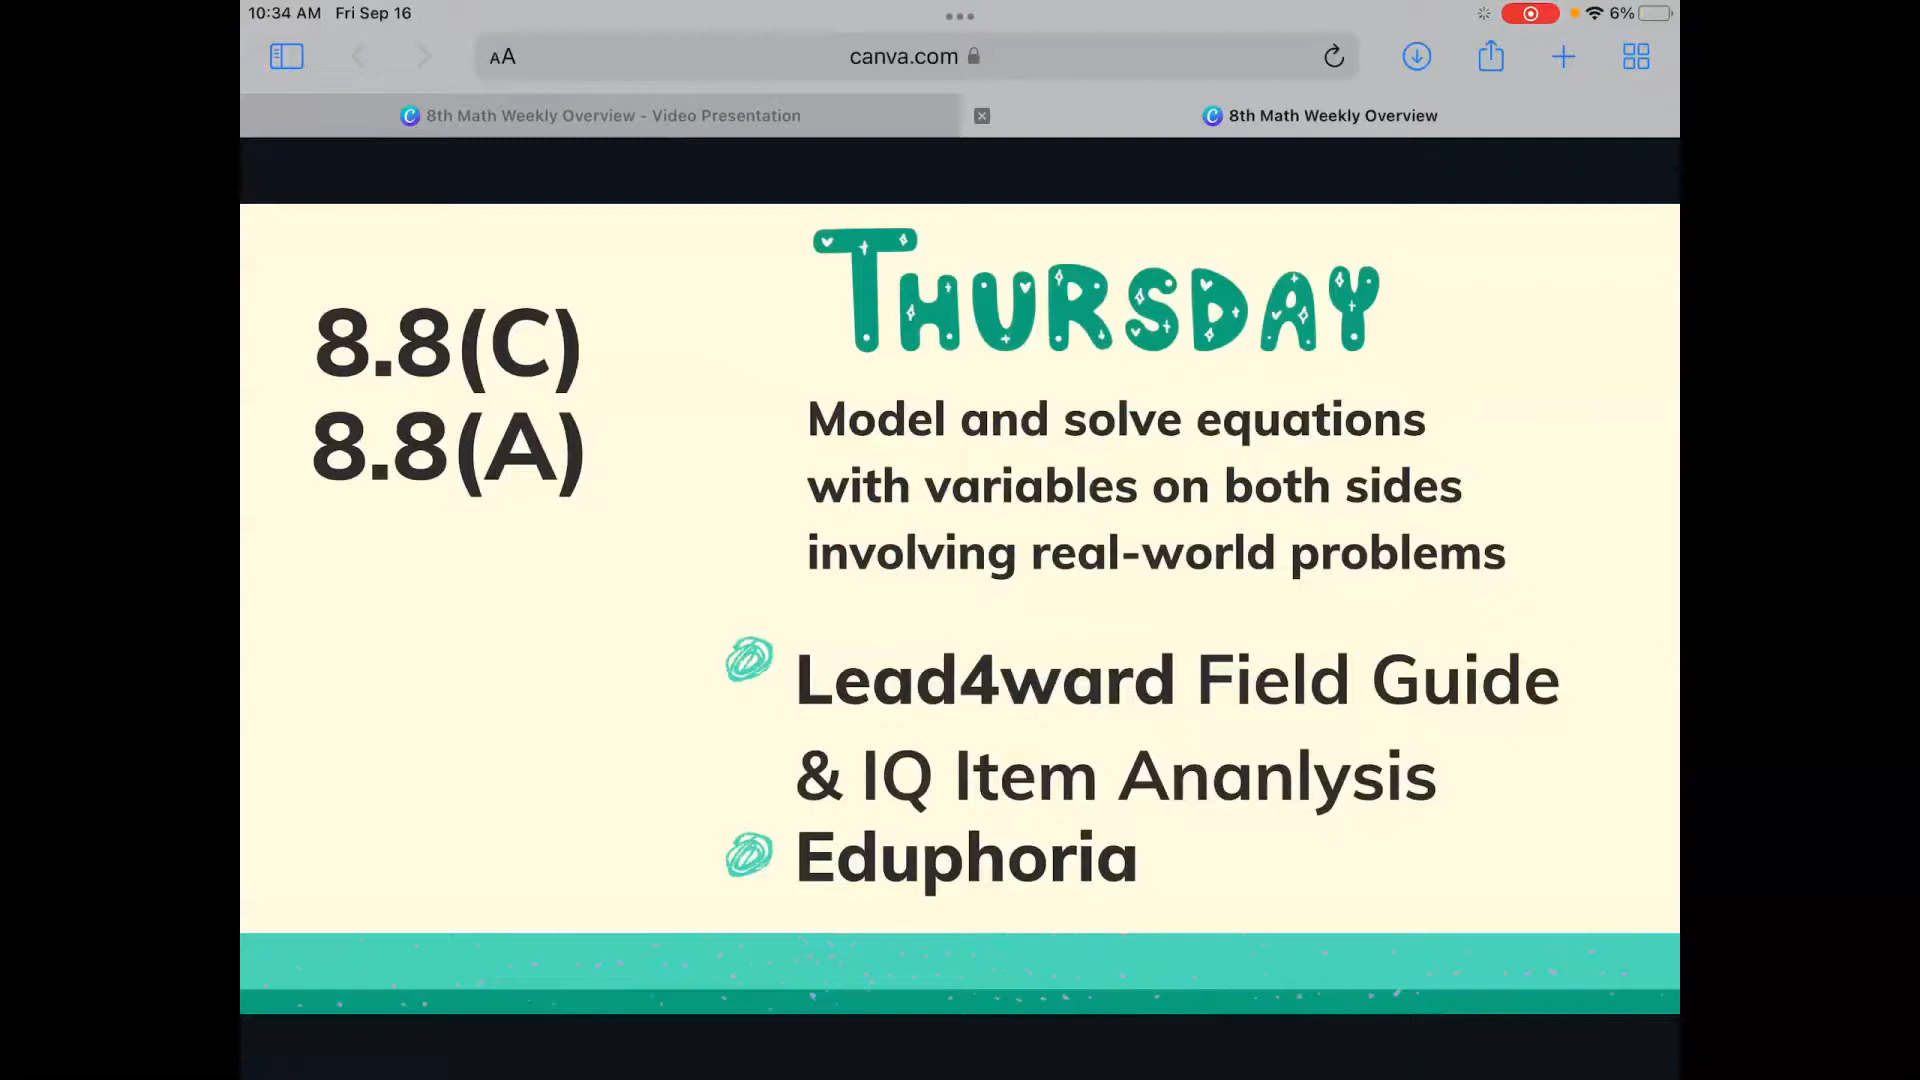 10:34 AM Fri Sep 16
6%
AA
canva.com
8th Math Weekly Overview - Video Presentation
8th Math Weekly Overview
THURSDAY
8.8(C)
8.8(A)
Model and solve equations
with variables on both sides
involving real-world problems
Lead4ward Field Guide
& IQ Item Ananlysis
Eduphoria